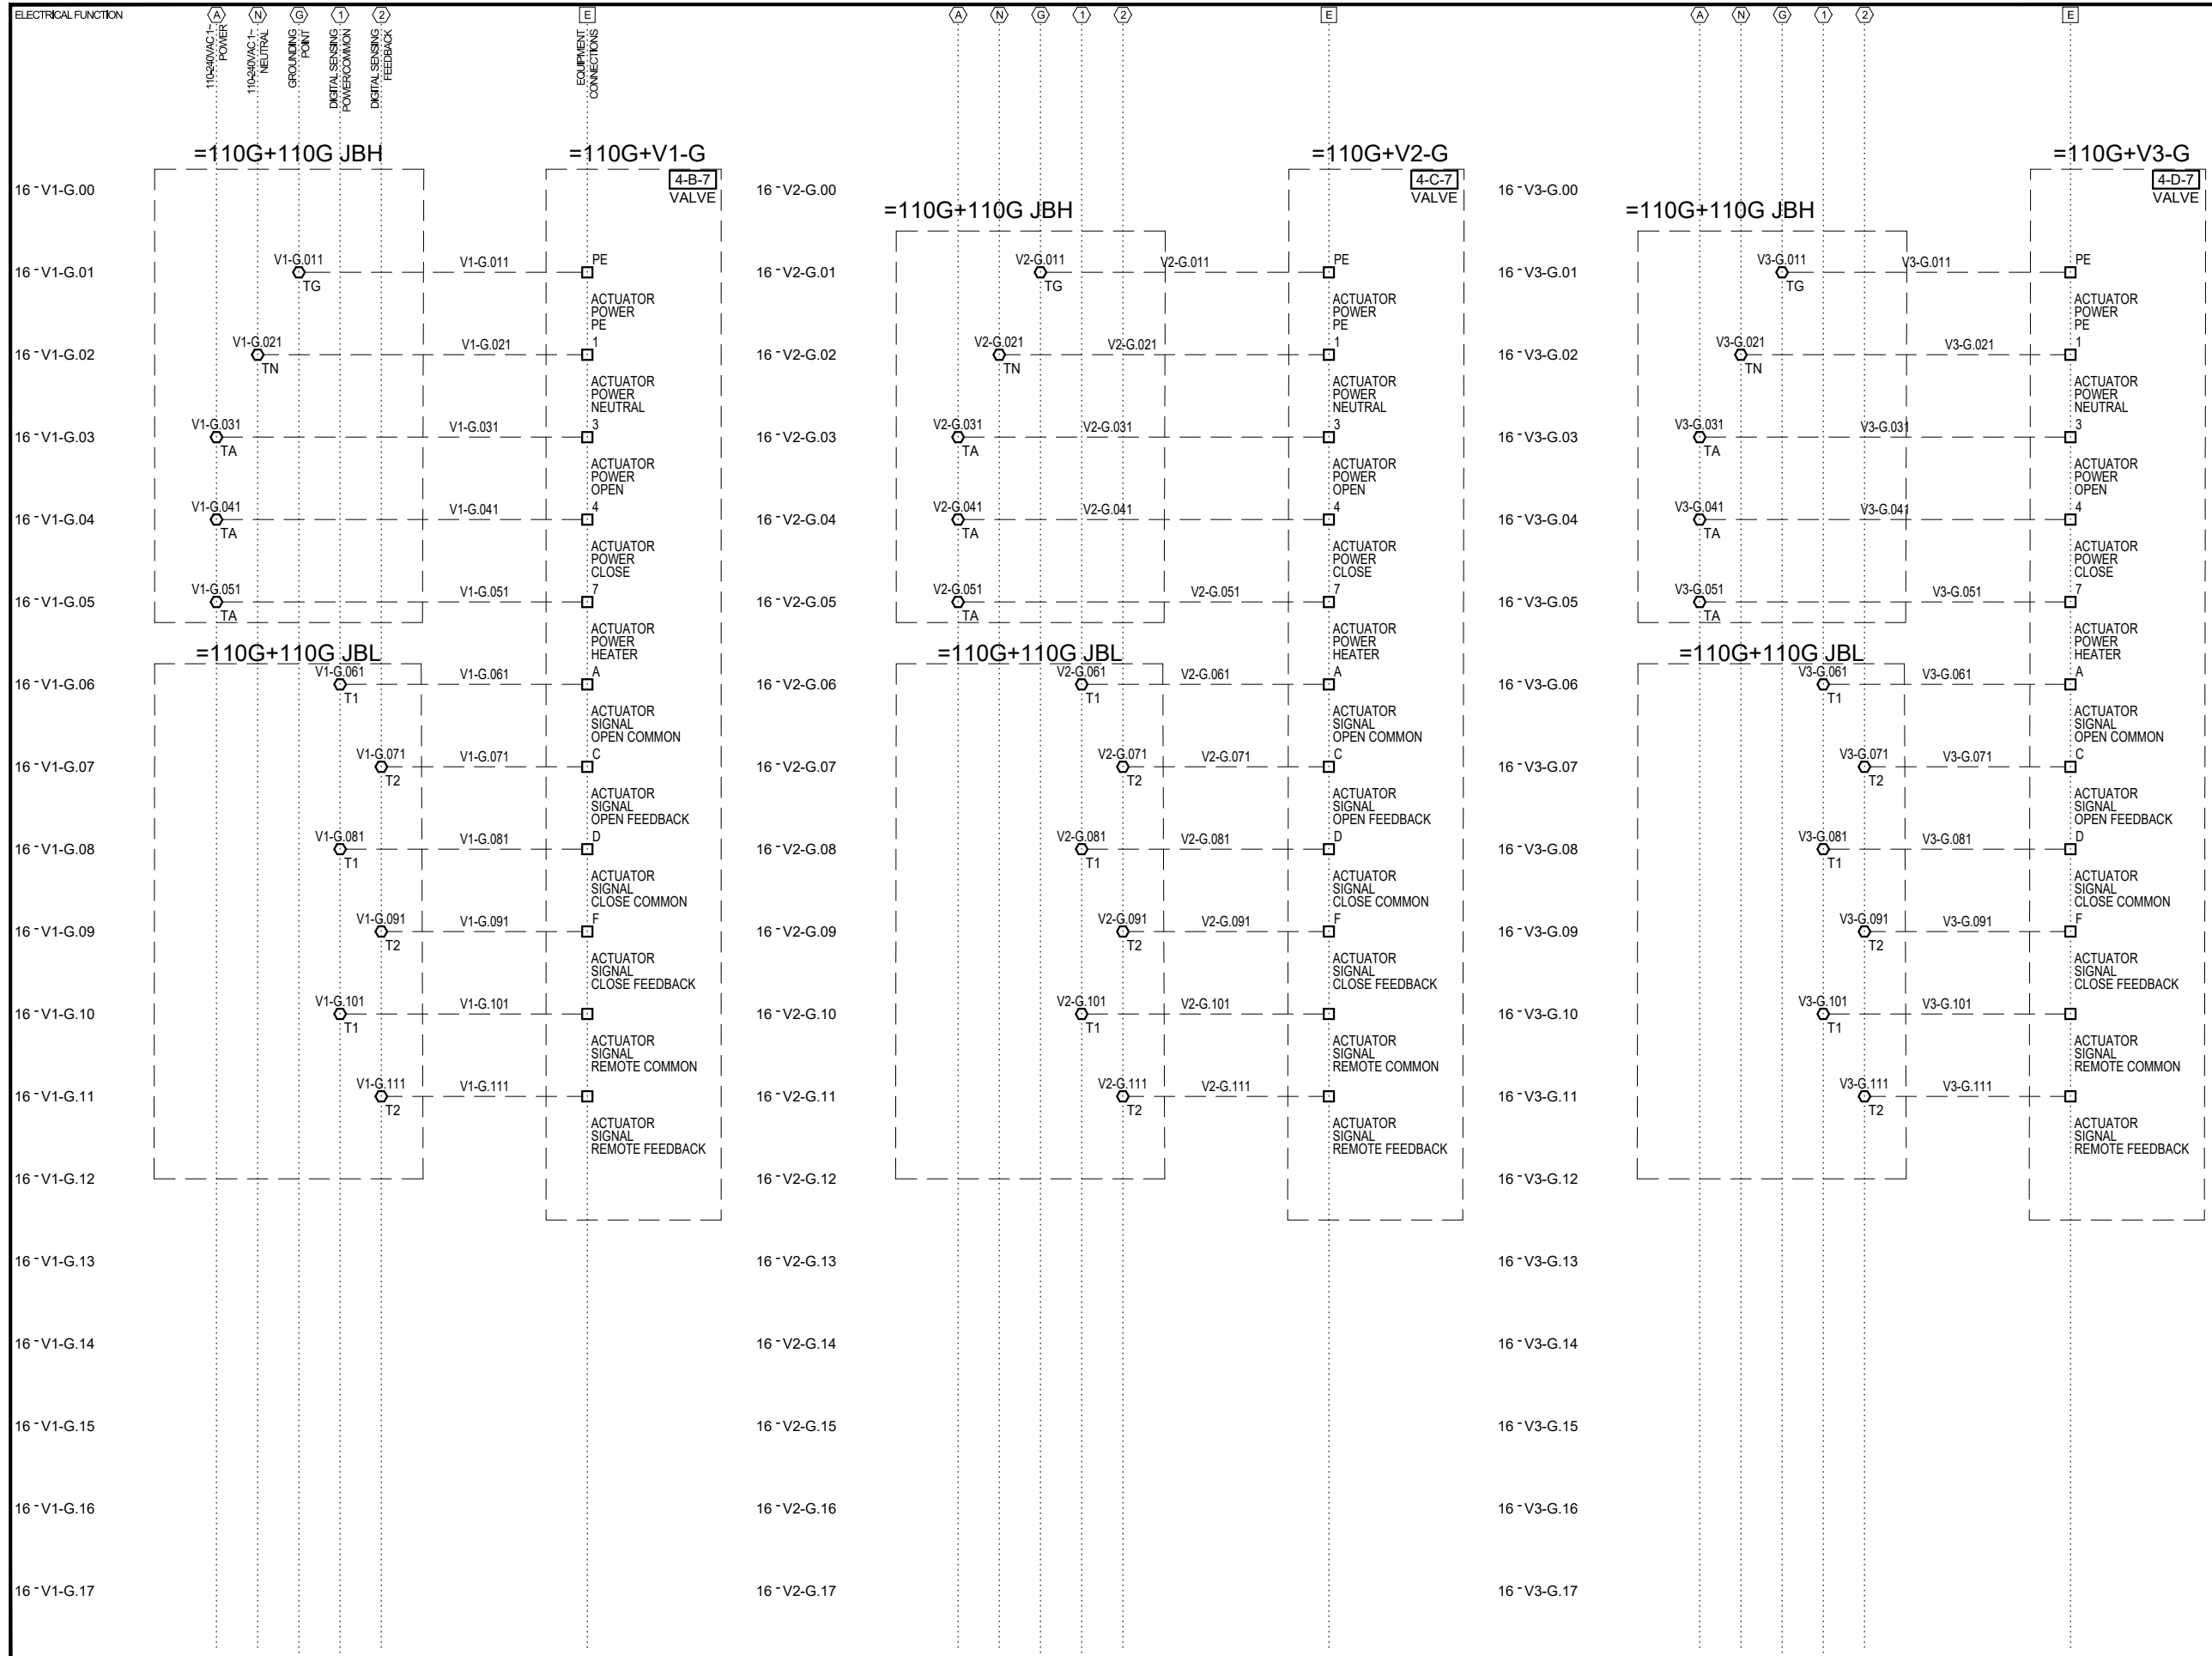 ELECTRICAL FUNCTION
A
N
G
1
2
E
A
N
G
1
2
E
A
N
G
1
2
E
110-240VAC 1~
POWER
110-240VAC 1~
NEUTRAL
GROUNDING
POINT
DIGITAL SENSING
POWER/COMMON
DIGITAL SENSING
FEEDBACK
EQUIPMENT
CONNECTIONS
=110G+110G JBH
=110G+V1-G
4-B-7
VALVE
16 - V1-G.00
16 - V1-G.01
V1-G.011
TG
V1-G.011
PE
ACTUATOR
POWER
PE
16 - V1-G.02
V1-G.021
TN
V1-G.021
1
ACTUATOR
POWER
NEUTRAL
16 - V1-G.03
V1-G.031
TA
V1-G.031
3
ACTUATOR
POWER
OPEN
16 - V1-G.04
V1-G.041
TA
V1-G.041
4
ACTUATOR
POWER
CLOSE
16 - V1-G.05
V1-G.051
TA
V1-G.051
7
ACTUATOR
POWER
HEATER
=110G+110G JBL
16 - V1-G.06
V1-G.061
T1
V1-G.061
A
ACTUATOR
SIGNAL
OPEN COMMON
16 - V1-G.07
V1-G.071
T2
V1-G.071
C
ACTUATOR
SIGNAL
OPEN FEEDBACK
16 - V1-G.08
V1-G.081
T1
V1-G.081
D
ACTUATOR
SIGNAL
CLOSE COMMON
16 - V1-G.09
V1-G.091
T2
V1-G.091
F
ACTUATOR
SIGNAL
CLOSE FEEDBACK
16 - V1-G.10
V1-G.101
T1
V1-G.101
ACTUATOR
SIGNAL
REMOTE COMMON
16 - V1-G.11
V1-G.111
T2
V1-G.111
ACTUATOR
SIGNAL
REMOTE FEEDBACK
16 - V1-G.12
16 - V1-G.13
16 - V1-G.14
16 - V1-G.15
16 - V1-G.16
16 - V1-G.17
=110G+V2-G
4-C-7
VALVE
16 - V2-G.00
=110G+110G JBH
16 - V2-G.01
V2-G.011
TG
V2-G.011
PE
ACTUATOR
POWER
PE
16 - V2-G.02
V2-G.021
TN
V2-G.021
1
ACTUATOR
POWER
NEUTRAL
16 - V2-G.03
V2-G.031
TA
V2-G.031
3
ACTUATOR
POWER
OPEN
16 - V2-G.04
V2-G.041
TA
V2-G.041
4
ACTUATOR
POWER
CLOSE
16 - V2-G.05
V2-G.051
TA
V2-G.051
7
ACTUATOR
POWER
HEATER
=110G+110G JBL
16 - V2-G.06
V2-G.061
T1
V2-G.061
A
ACTUATOR
SIGNAL
OPEN COMMON
16 - V2-G.07
V2-G.071
T2
V2-G.071
C
ACTUATOR
SIGNAL
OPEN FEEDBACK
16 - V2-G.08
V2-G.081
T1
V2-G.081
D
ACTUATOR
SIGNAL
CLOSE COMMON
16 - V2-G.09
V2-G.091
T2
V2-G.091
F
ACTUATOR
SIGNAL
CLOSE FEEDBACK
16 - V2-G.10
V2-G.101
T1
V2-G.101
ACTUATOR
SIGNAL
REMOTE COMMON
16 - V2-G.11
V2-G.111
T2
V2-G.111
ACTUATOR
SIGNAL
REMOTE FEEDBACK
16 - V2-G.12
16 - V2-G.13
16 - V2-G.14
16 - V2-G.15
16 - V2-G.16
16 - V2-G.17
=110G+V3-G
4-D-7
VALVE
16 - V3-G.00
=110G+110G JBH
16 - V3-G.01
V3-G.011
TG
V3-G.011
PE
ACTUATOR
POWER
PE
16 - V3-G.02
V3-G.021
TN
V3-G.021
1
ACTUATOR
POWER
NEUTRAL
16 - V3-G.03
V3-G.031
TA
V3-G.031
3
ACTUATOR
POWER
OPEN
16 - V3-G.04
V3-G.041
TA
V3-G.041
4
ACTUATOR
POWER
CLOSE
16 - V3-G.05
V3-G.051
TA
V3-G.051
7
ACTUATOR
POWER
HEATER
=110G+110G JBL
16 - V3-G.06
V3-G.061
T1
V3-G.061
A
ACTUATOR
SIGNAL
OPEN COMMON
16 - V3-G.07
V3-G.071
T2
V3-G.071
C
ACTUATOR
SIGNAL
OPEN FEEDBACK
16 - V3-G.08
V3-G.081
T1
V3-G.081
D
ACTUATOR
SIGNAL
CLOSE COMMON
16 - V3-G.09
V3-G.091
T2
V3-G.091
F
ACTUATOR
SIGNAL
CLOSE FEEDBACK
16 - V3-G.10
V3-G.101
T1
V3-G.101
ACTUATOR
SIGNAL
REMOTE COMMON
16 - V3-G.11
V3-G.111
T2
V3-G.111
ACTUATOR
SIGNAL
REMOTE FEEDBACK
16 - V3-G.12
16 - V3-G.13
16 - V3-G.14
16 - V3-G.15
16 - V3-G.16
16 - V3-G.17